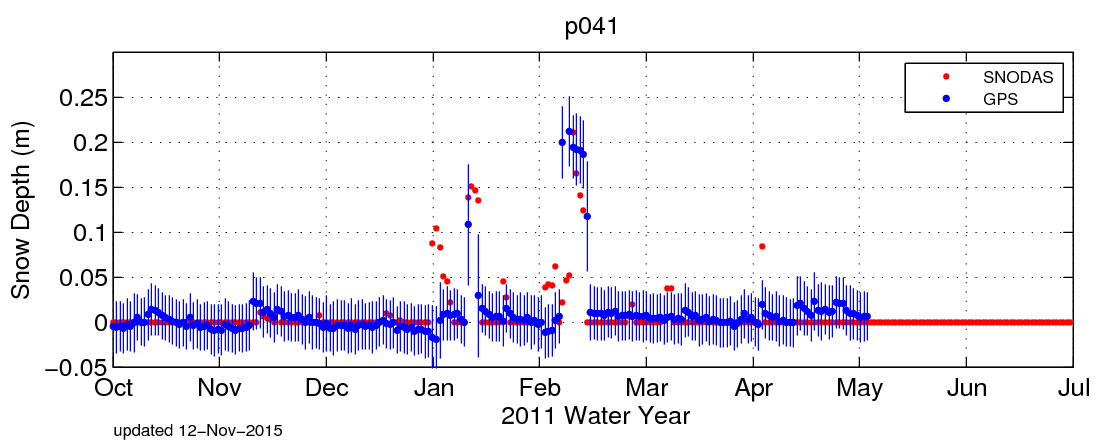 p041
SNODAS
GPS
Snow Depth (m)
0.25
0.2
0.15
0.1
0.05
0
−0.05
Oct Nov Dec Jan Feb Mar Apr May Jun Jul
2011 Water Year
updated 12−Nov−2015